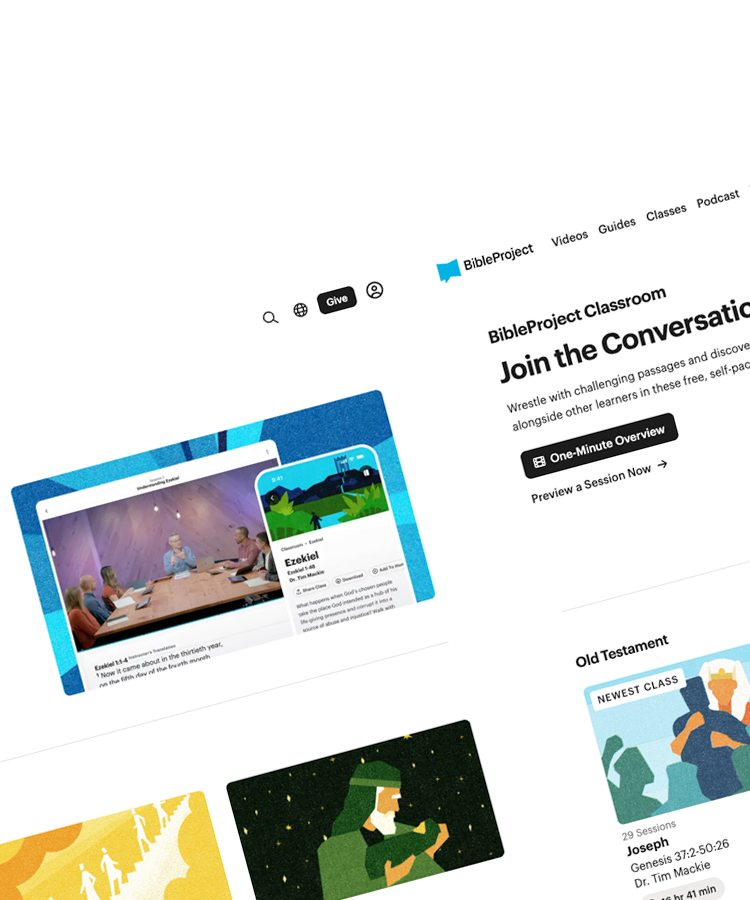 BibleProject
Videos
Guides
Classes
Podcast
Give
BibleProject Classroom
Join the Conversatio
Wrestle with challenging passages and discove
alongside other learners in these free, self-pac
One-Minute Overview
Preview a Session Now →
Understanding Ezekiel
Ezekiel 1:1-4 Instructor's Translation
1 Now it came about in the thirtieth year,
on the fifth day of the fourth month
Classroom • Ezekiel
Ezekiel
Ezekiel 1-48
Dr. Tim Mackie
Share Class
Download
Add To
What happens when God's chosen people
take the place God intended as a hub of his
life-giving presence and corrupt it into a
source of abuse and injustice? Walk with
Old Testament
NEWEST CLASS
29 Sessions
Joseph
Genesis 37:2-50:26
Dr. Tim Mackie
16 hr 41 min